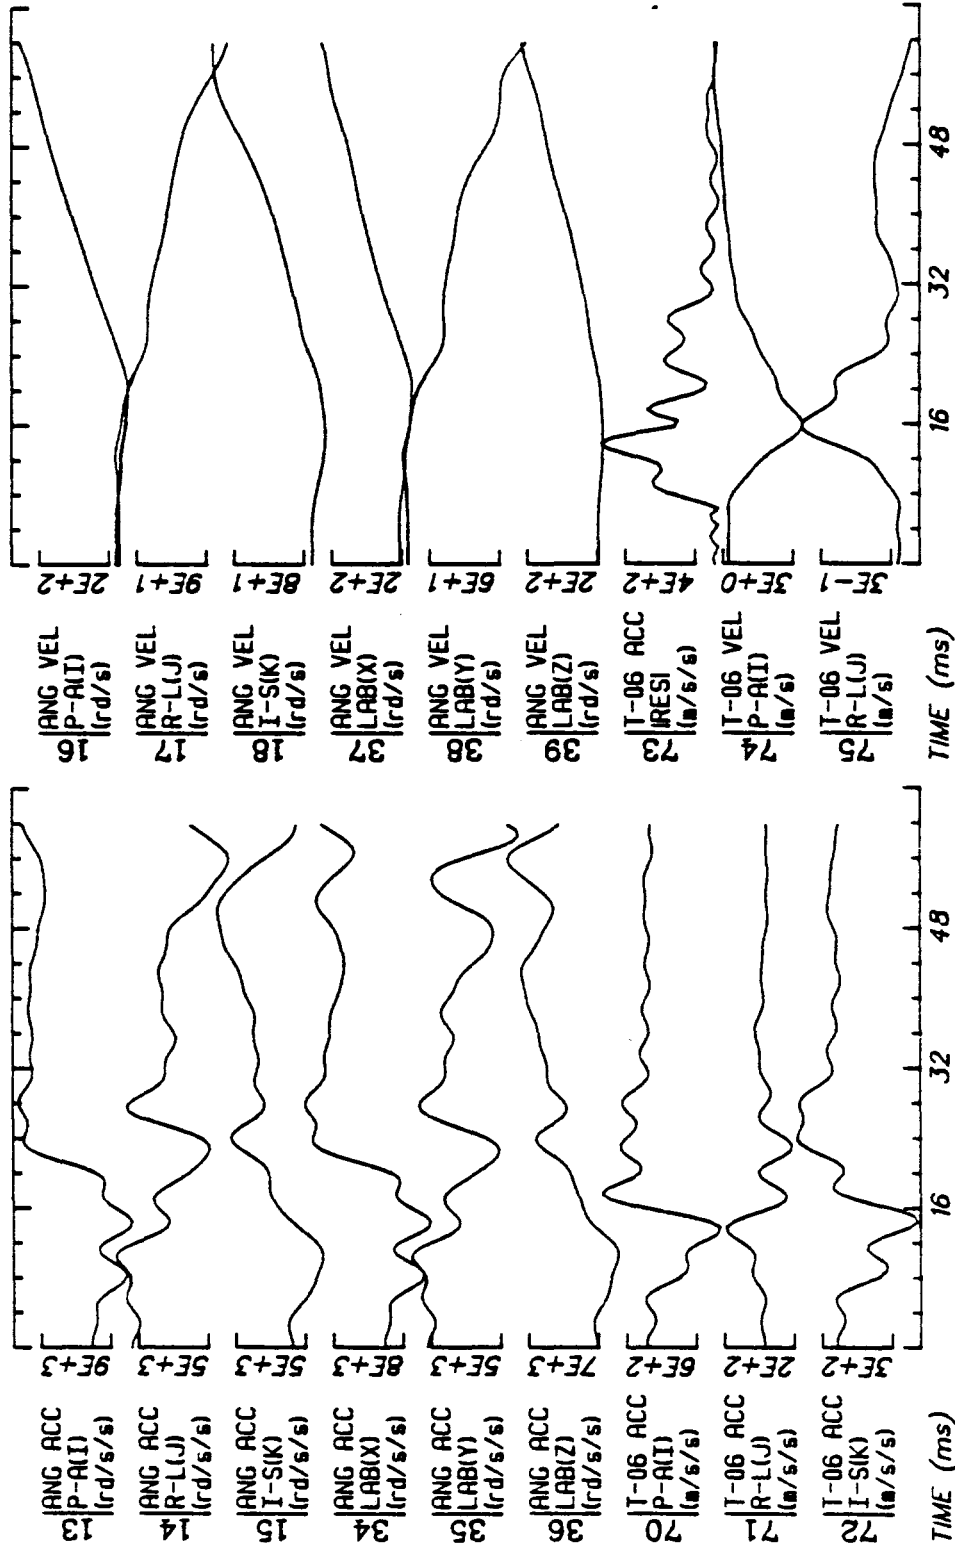 13 ANG ACC
P-A(I)
(rd/s/s)
9E+3
14 ANG ACC
R-L(J)
(rd/s/s)
5E+3
15 ANG ACC
I-S(K)
(rd/s/s)
5E+3
34 ANG ACC
LAB(X)
(rd/s/s)
8E+3
35 ANG ACC
LAB(Y)
(rd/s/s)
5E+3
36 ANG ACC
LAB(Z)
(rd/s/s)
7E+3
70 T-06 ACC
P-A(I)
(m/s/s)
6E+2
71 T-06 ACC
R-L(J)
(m/s/s)
2E+2
72 T-06 ACC
I-S(K)
(m/s/s)
3E+2
TIME (ms) 16 32 48
16 ANG VEL
P-A(I)
(rd/s)
2E+2
17 ANG VEL
R-L(J)
(rd/s)
9E+1
18 ANG VEL
I-S(K)
(rd/s)
8E+1
37 ANG VEL
LAB(X)
(rd/s)
2E+2
38 ANG VEL
LAB(Y)
(rd/s)
6E+1
39 ANG VEL
LAB(Z)
(rd/s)
2E+2
73 T-06 ACC
|RES|
(m/s/s)
4E+2
74 T-06 VEL
P-A(I)
(m/s)
3E+0
75 T-06 VEL
R-L(J)
(m/s)
3E-1
TIME (ms) 16 32 48